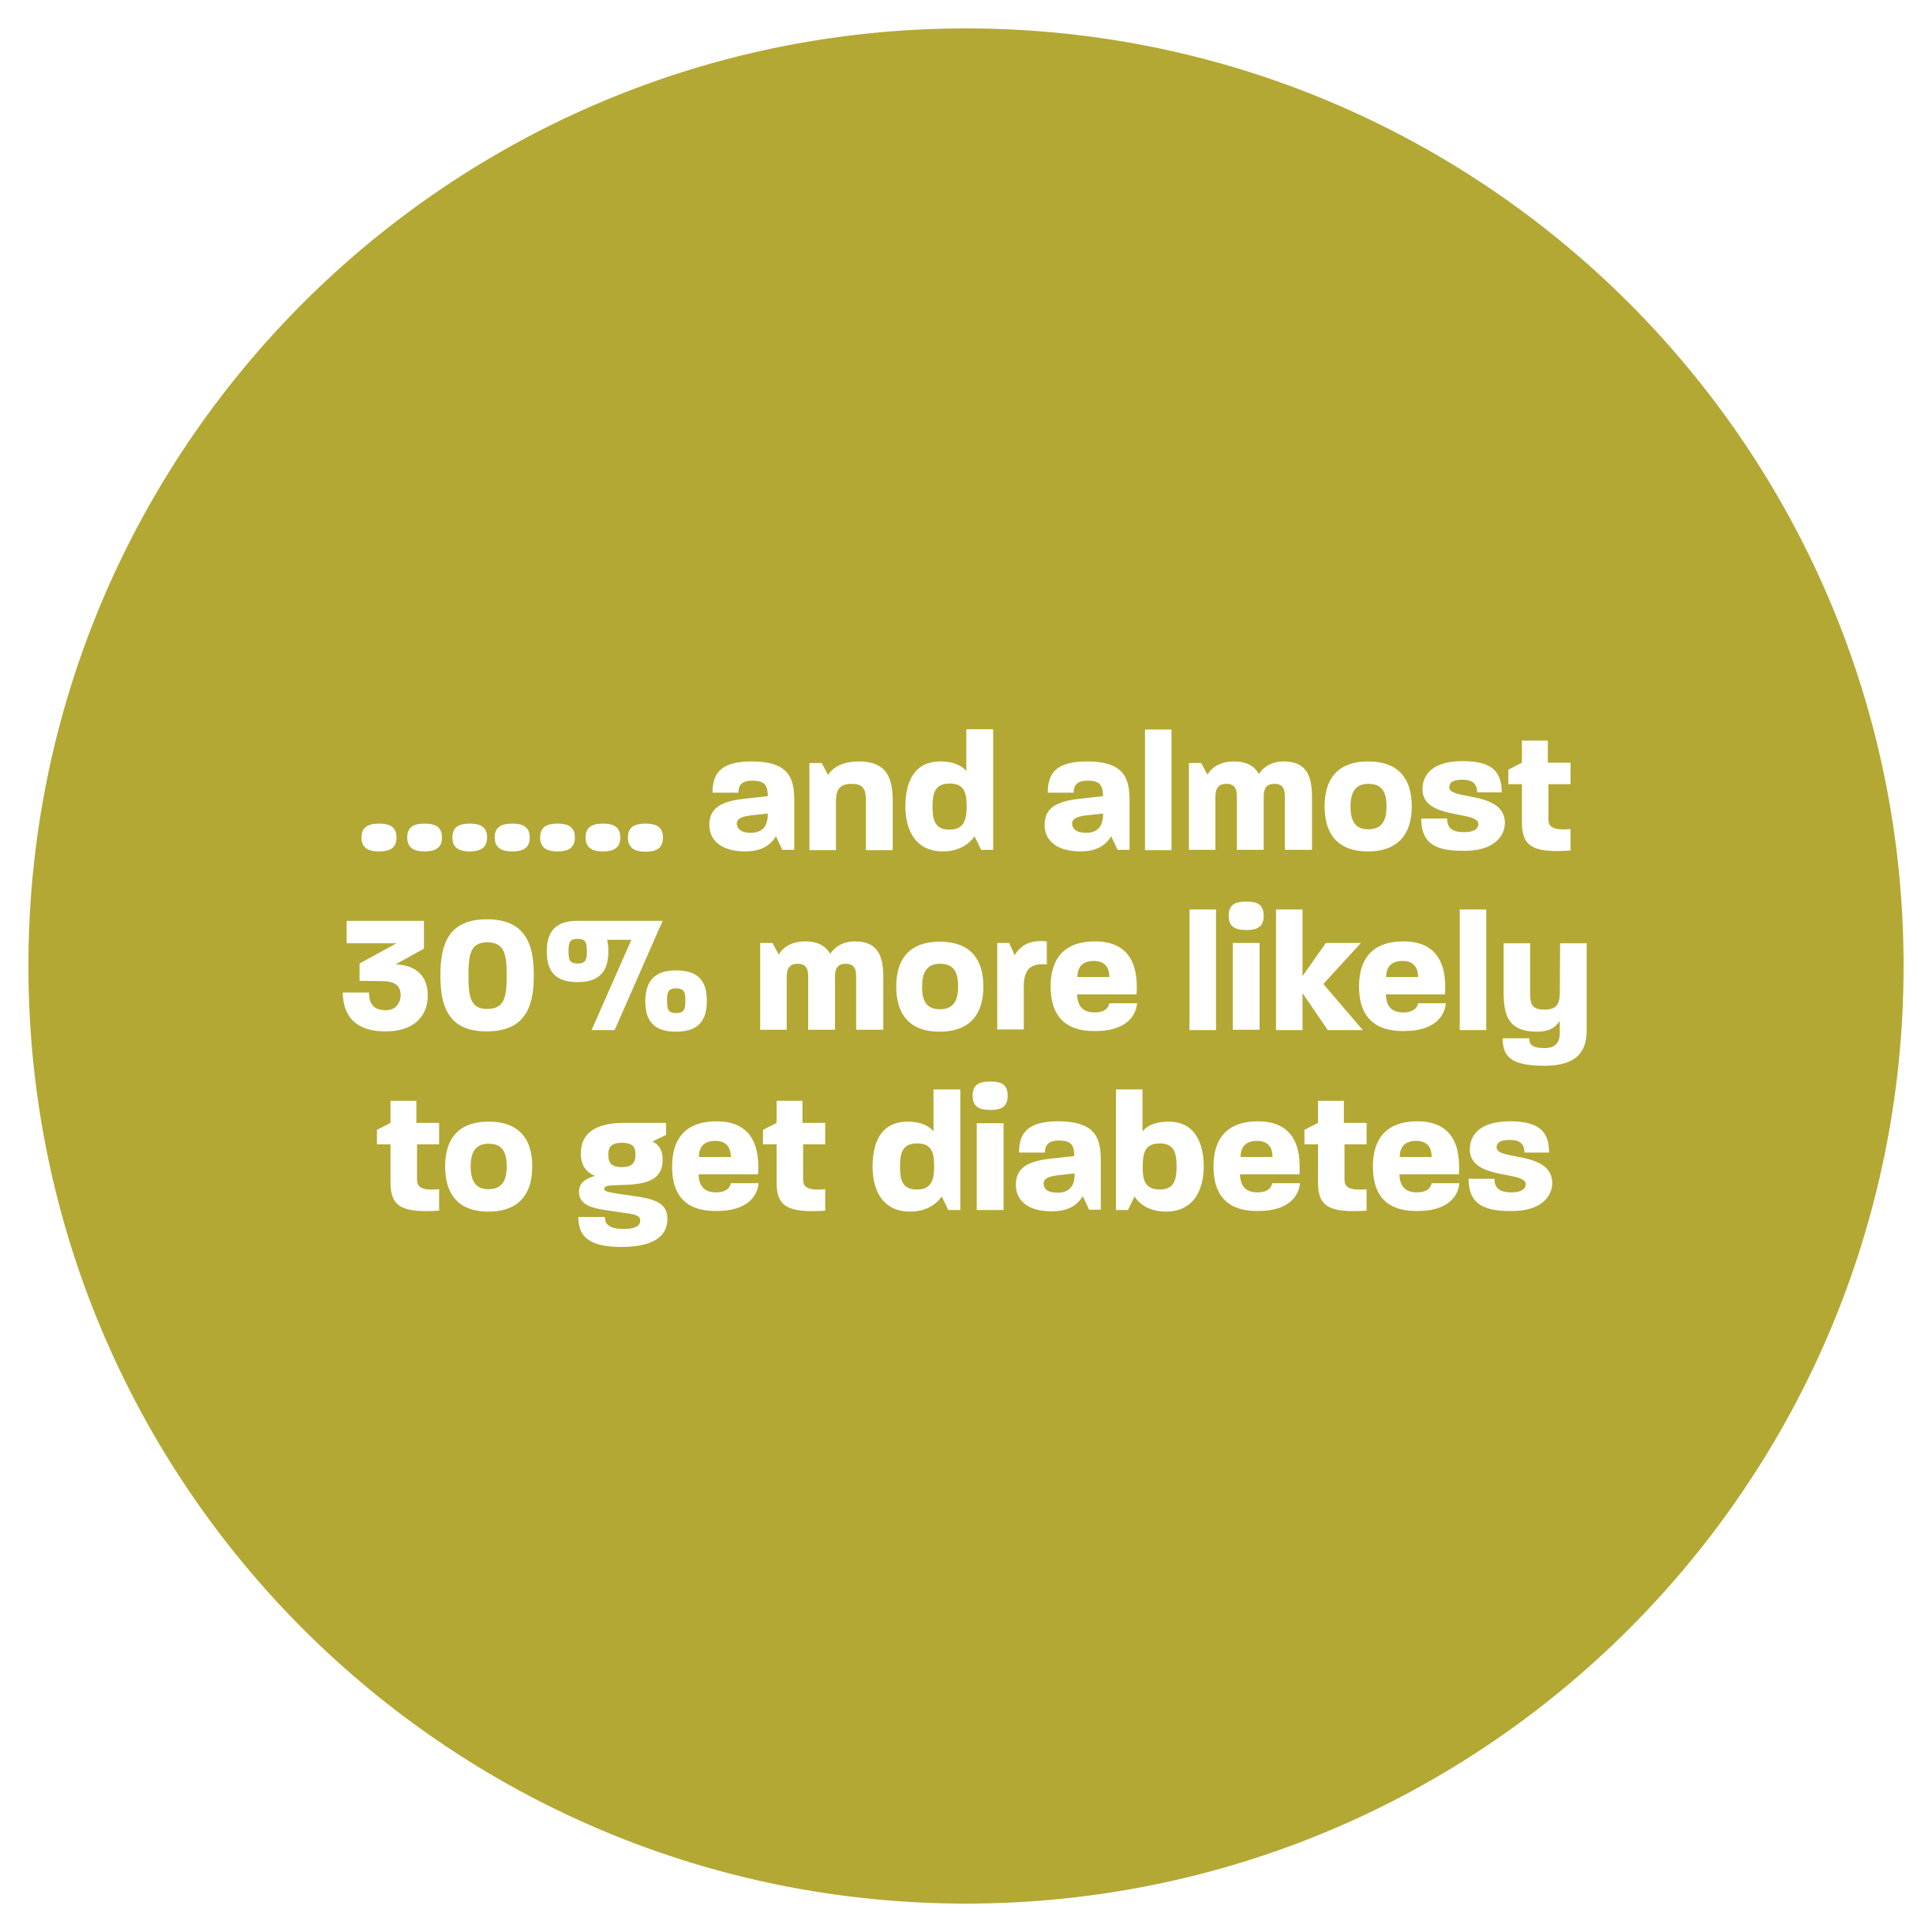 ....... and almost
30% more likely
to get diabetes